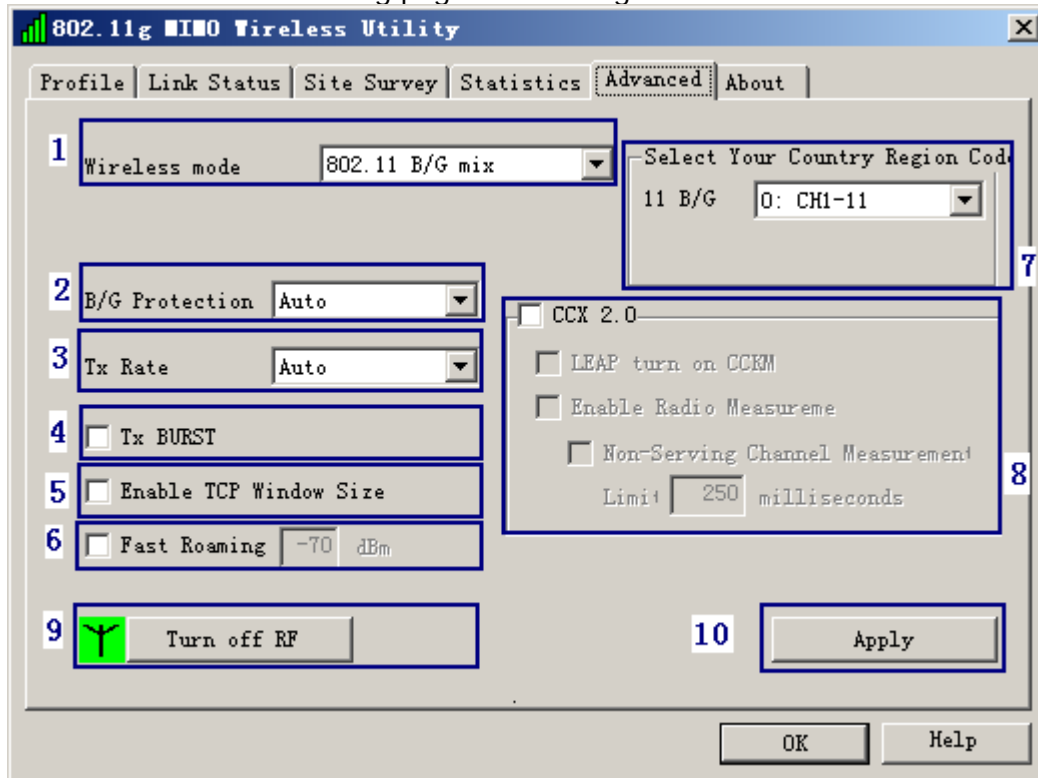 802.11g MIMO Wireless Utility
Profile Link Status Site Survey Statistics Advanced About
1 Wireless mode 802.11 B/G mix
Select Your Country Region Cod
11 B/G 0: CH1-11
7
2 B/G Protection Auto
3 Tx Rate Auto
4 Tx BURST
5 Enable TCP Window Size
6 Fast Roaming -70 dBm
CCX 2.0
LEAP turn on CCKM
Enable Radio Measureme
Non-Serving Channel Measurement
Limit 250 milliseconds
8
9 Turn off RF
10 Apply
OK Help